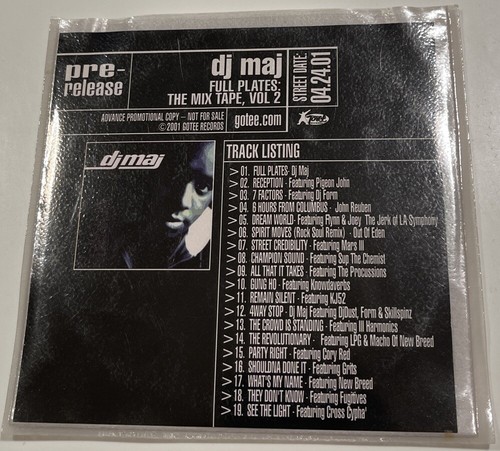 pre-
release
dj maj
FULL PLATES:
THE MIX TAPE, VOL 2
STREET DATE:
04.24.01
ADVANCE PROMOTIONAL COPY – NOT FOR SALE
© 2001 GOTEE RECORDS
gotee.com
dj maj
TRACK LISTING
> 01. FULL PLATES- Dj Maj
> 02. RECEPTION - Featuring Pigeon John
> 03. 7 FACTORS - Featuring Dj Form
> 04. 6 HOURS FROM COLUMBUS - John Reuben
> 05. DREAM WORLD- Featuring Flynn & Joey The Jerk of LA Symphony
> 06. SPIRIT MOVES (Rock Soul Remix) - Out Of Eden
> 07. STREET CREDIBILITY - Featuring Mars Ill
> 08. CHAMPION SOUND - Featuring Sup The Chemist
> 09. ALL THAT IT TAKES - Featuring The Procussions
> 10. GUNG HO - Featuring Knowdaverbs
> 11. REMAIN SILENT - Featuring KJ52
> 12. 4WAY STOP - Dj Maj Featuring DjDust, Form & Skillspinz
> 13. THE CROWD IS STANDING - Featuring Ill Harmonics
> 14. THE REVOLUTIONARY - Featuring LPG & Macho Of New Breed
> 15. PARTY RIGHT - Featuring Cory Red
> 16. SHOULDNA DONE IT - Featuring Grits
> 17. WHAT'S MY NAME - Featuring New Breed
> 18. THEY DON'T KNOW - Featuring Fugitives
> 19. SEE THE LIGHT - Featuring Cross Cypha'